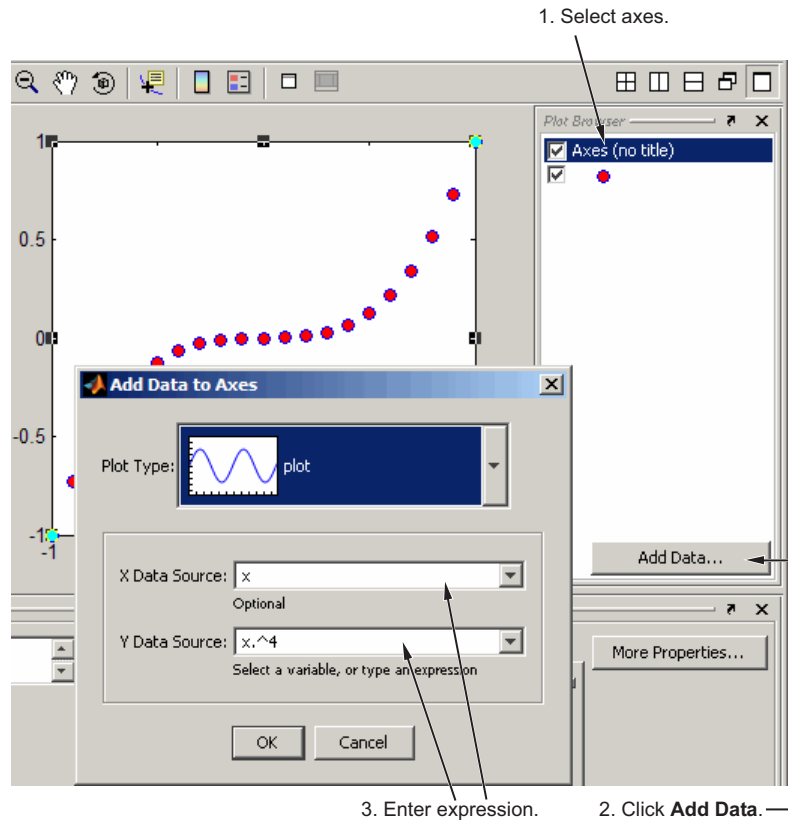 1. Select axes.
Plot Browser
Axes (no title)
1
0.5
0
-0.5
-1
-1
Add Data to Axes
Plot Type:
plot
X Data Source:
x
Optional
Y Data Source:
x.^4
Select a variable, or type an expression
OK
Cancel
Add Data...
More Properties...
3. Enter expression.
2. Click Add Data.